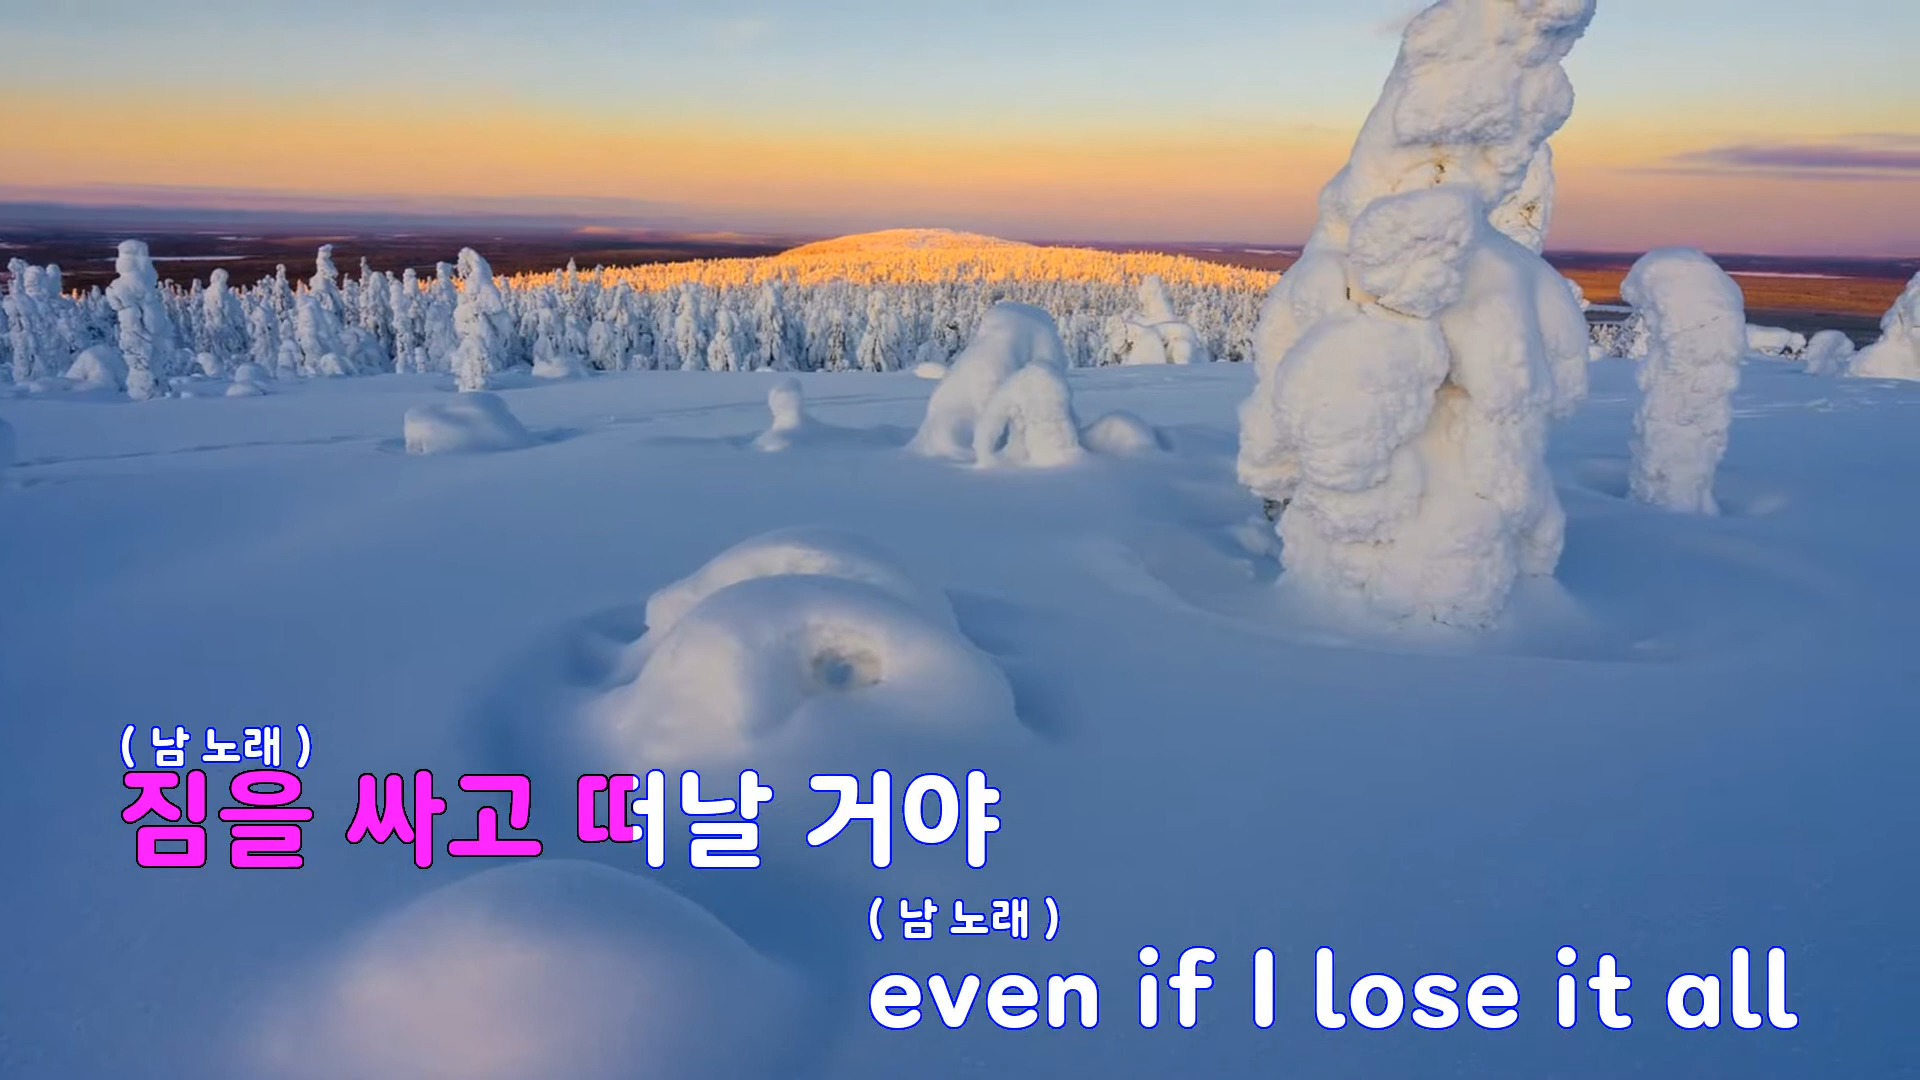 ( 남 노래 )
짐을 싸고 떠날 거야
( 남 노래 )
even if I lose it all